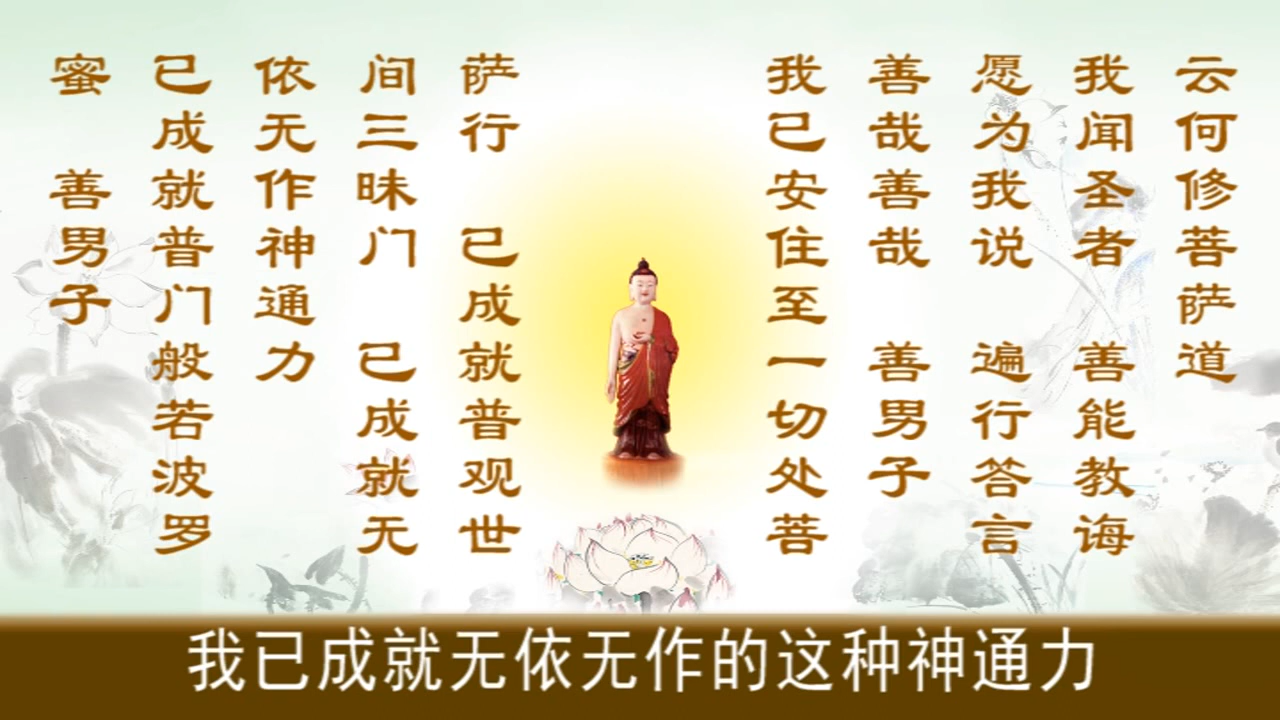 云何修菩萨道
我闻圣者 善能教诲
愿为我说 遍行答言
善哉善哉 善男子
我已安住至一切处菩
萨行 已成就普观世
间三昧门 已成就无
依无作神通力
已成就普门般若波罗
蜜 善男子
我已成就无依无作的这种神通力